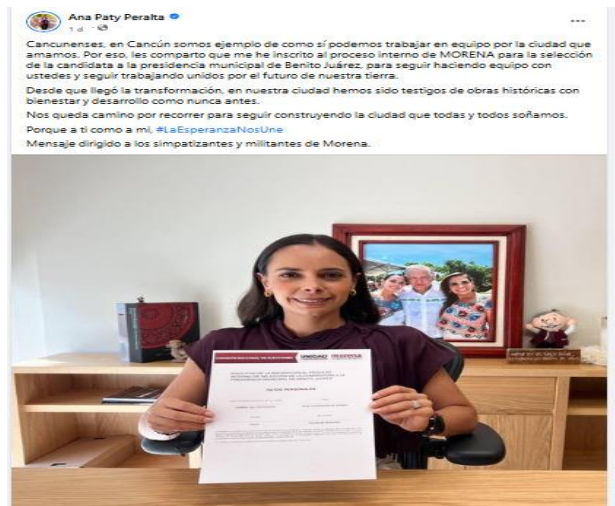 Ana Paty Peralta
1 d ·
Cancunenses, en Cancún somos ejemplo de como sí podemos trabajar en equipo por la ciudad que
amamos. Por eso, les comparto que me he inscrito al proceso interno de MORENA para la selección
de la candidata a la presidencia municipal de Benito Juárez, para seguir haciendo equipo con
ustedes y seguir trabajando unidos por el futuro de nuestra tierra.
Desde que llegó la transformación, en nuestra ciudad hemos sido testigos de obras históricas con
bienestar y desarrollo como nunca antes.
Nos queda camino por recorrer para seguir construyendo la ciudad que todas y todos soñamos.
Porque a ti como a mi, #LaEsperanzaNosUne
Mensaje dirigido a los simpatizantes y militantes de Morena.
UNIDAD morena